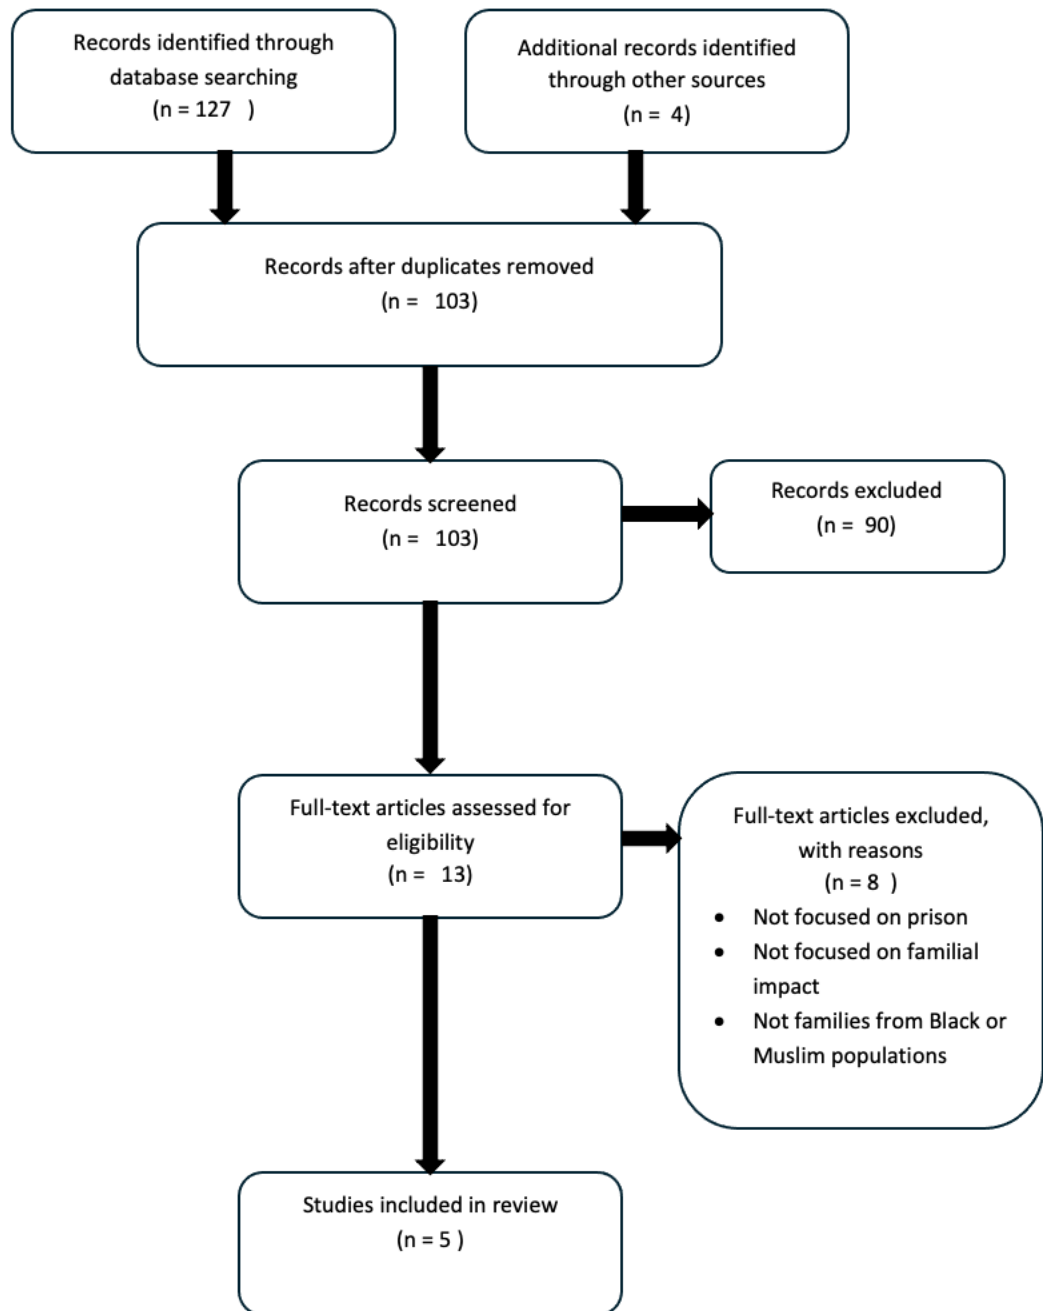 Records identified through
database searching
(n = 127   )
Additional records identified
through other sources
(n =  4)
Records after duplicates removed
(n =   103)
Records screened
(n =   103)
Records excluded
(n =  90)
Full-text articles assessed for
eligibility
(n =   13)
Full-text articles excluded,
with reasons
(n = 8  )
• Not focused on prison
• Not focused on familial
impact
• Not families from Black or
Muslim populations
Studies included in review
(n = 5 )